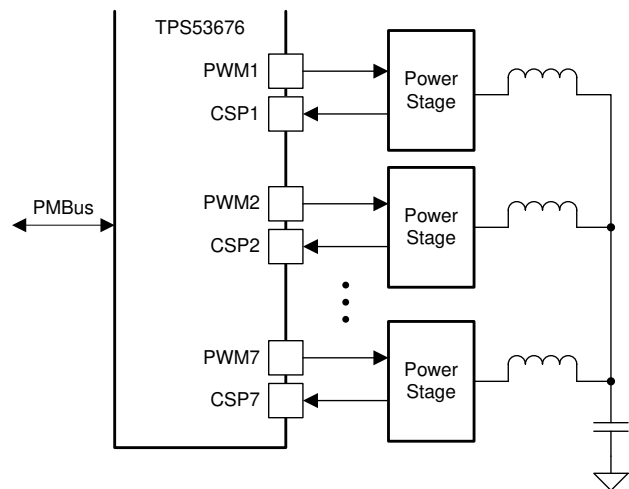 TPS53676
PWM1
CSP1
Power
Stage
PMBus
PWM2
CSP2
Power
Stage
PWM7
CSP7
Power
Stage